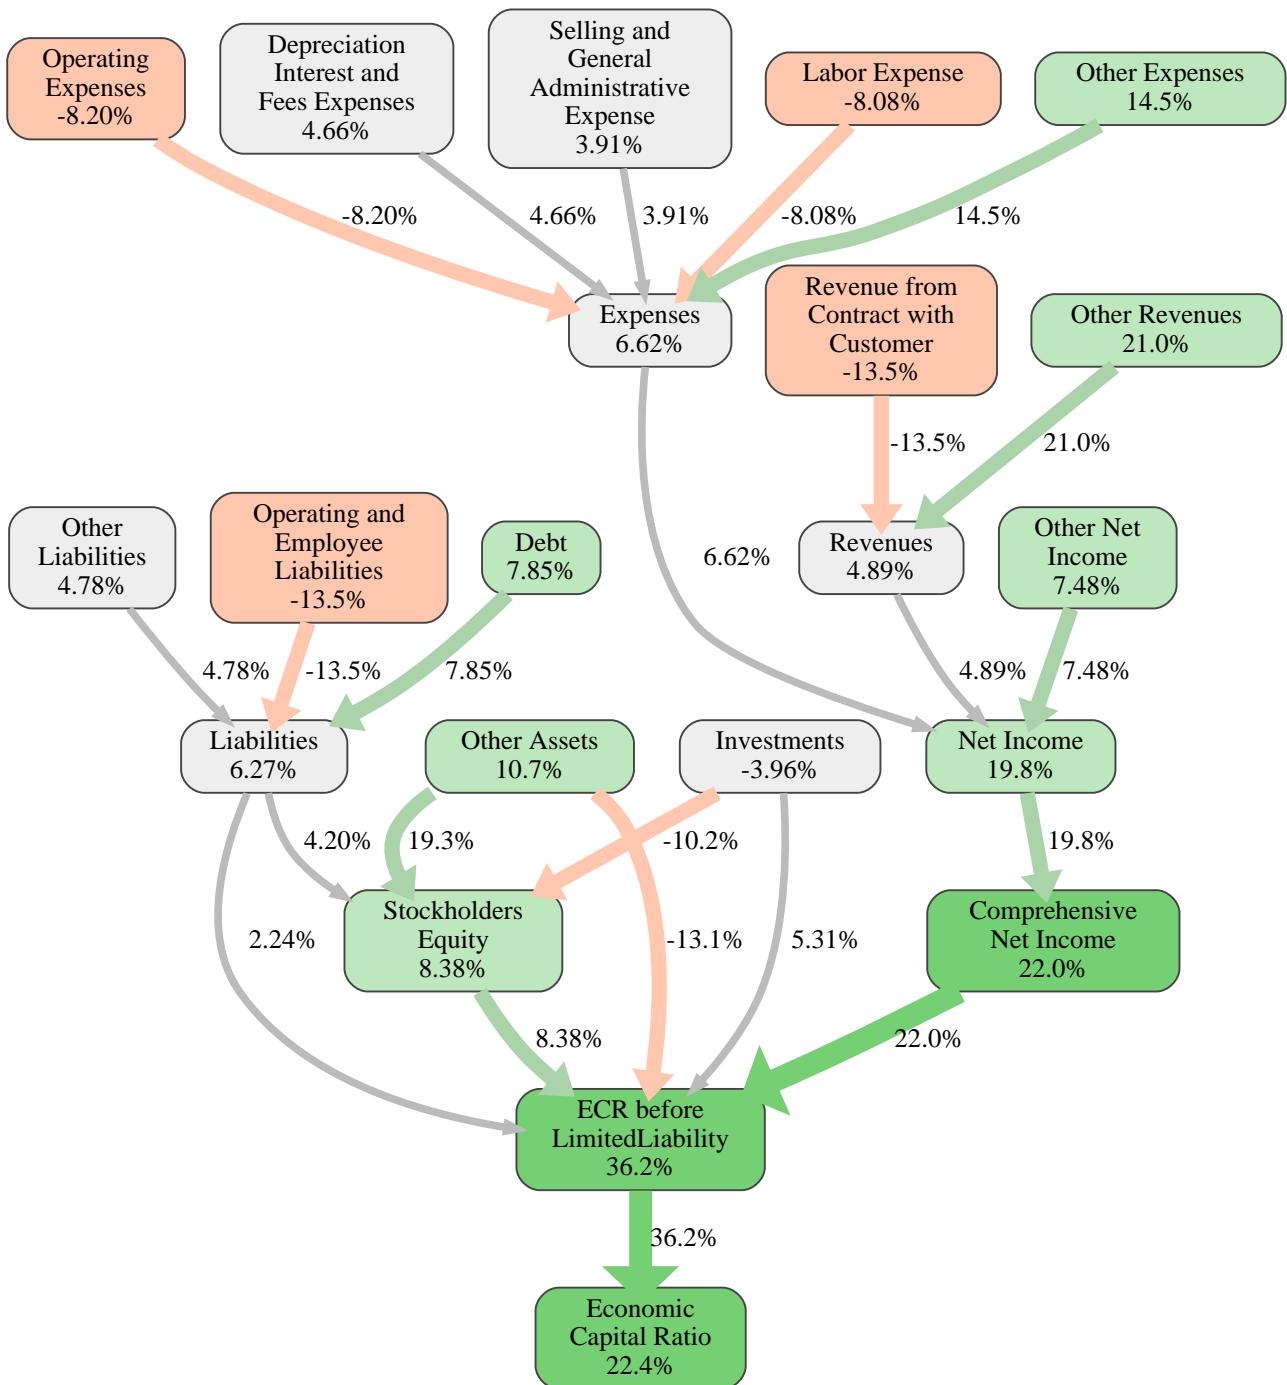 Operating
Expenses
-8.20%
Depreciation
Interest and
Fees Expenses
4.66%
Selling and
General
Administrative
Expense
3.91%
Labor Expense
-8.08%
Other Expenses
14.5%
-8.20%
4.66%
3.91%
-8.08%
14.5%
Expenses
6.62%
Revenue from
Contract with
Customer
-13.5%
Other Revenues
21.0%
-13.5%
21.0%
Other
Liabilities
4.78%
Operating and
Employee
Liabilities
-13.5%
Debt
7.85%
6.62%
Revenues
4.89%
Other Net
Income
7.48%
4.78%
-13.5%
7.85%
4.89%
7.48%
Liabilities
6.27%
Other Assets
10.7%
Investments
-3.96%
Net Income
19.8%
4.20%
19.3%
-10.2%
19.8%
2.24%
Stockholders
Equity
8.38%
-13.1%
5.31%
Comprehensive
Net Income
22.0%
8.38%
22.0%
ECR before
LimitedLiability
36.2%
36.2%
Economic
Capital Ratio
22.4%